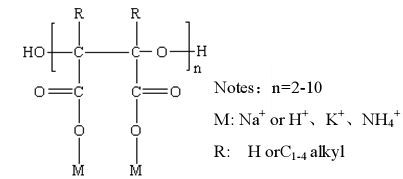 R R
HO C C O H
n
O C C O
O O
M M
Notes：n=2-10
M: Na⁺ or H⁺、K⁺、NH₄⁺
R: H orC₁₋₄ alkyl